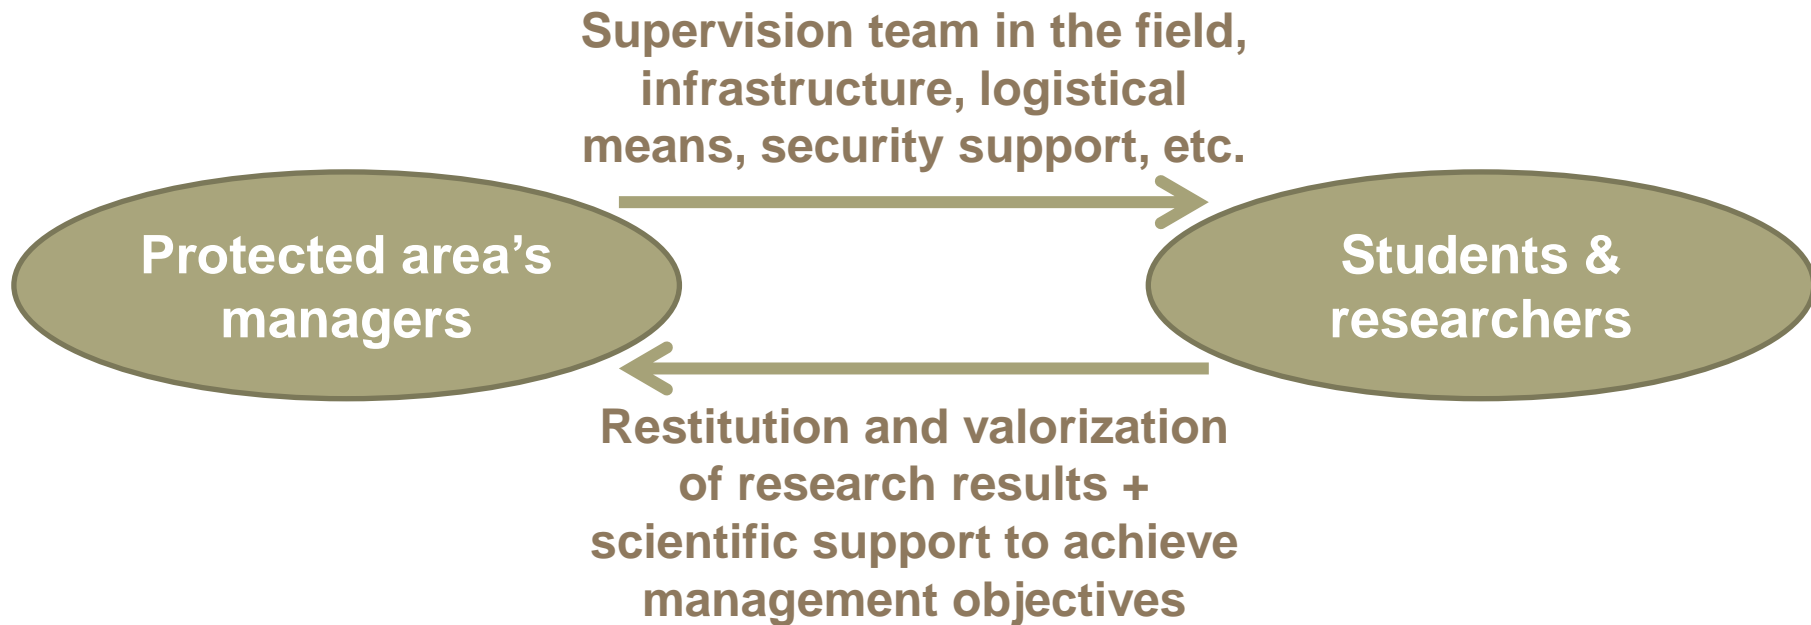 Supervision team in the field,
infrastructure, logistical
means, security support, etc.
Protected area’s
managers
Students &
researchers
Restitution and valorization
of research results +
scientific support to achieve
management objectives